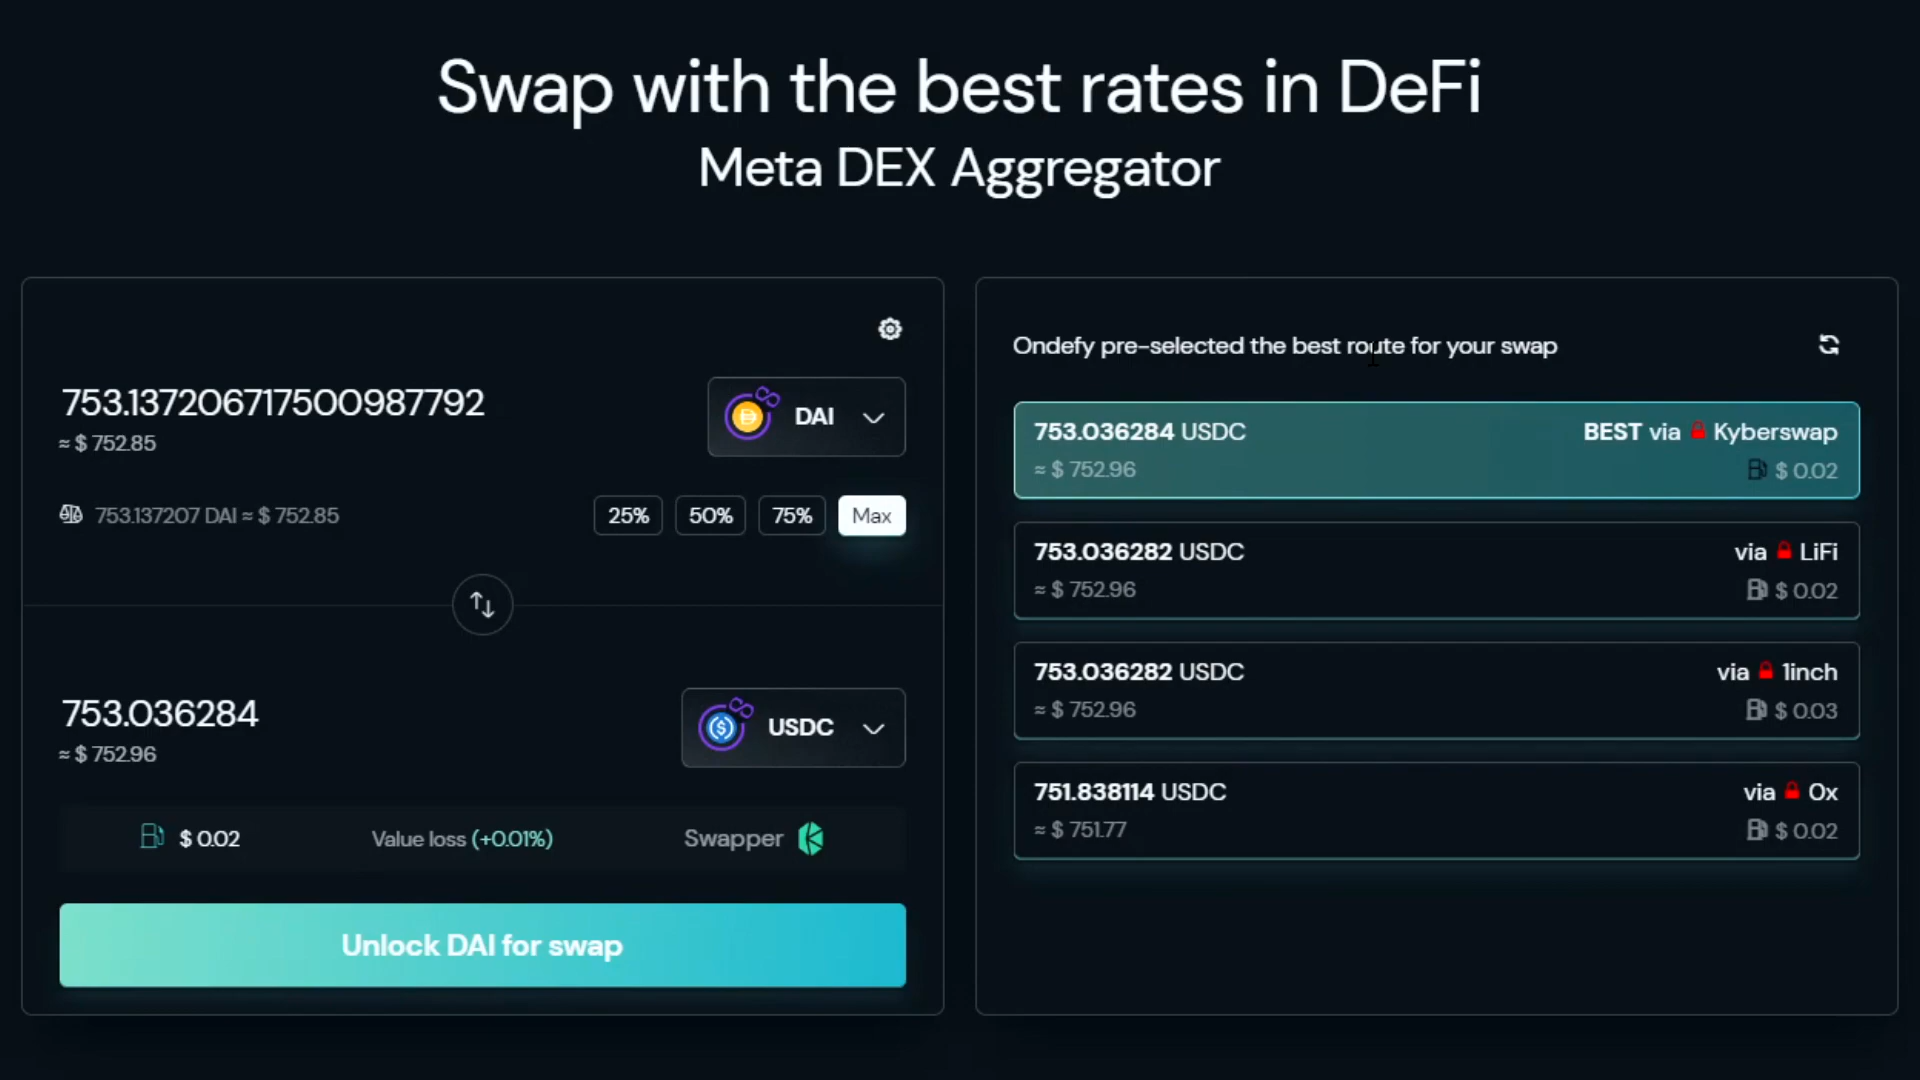 Swap with the best rates in DeFi
Meta DEX Aggregator
753.137206717500987792
≈ $ 752.85
DAI
753.137207 DAI ≈ $ 752.85
25%
50%
75%
Max
753.036284
≈ $ 752.96
USDC
$ 0.02
Value loss (+0.01%)
Swapper
Unlock DAI for swap
Ondefy pre-selected the best route for your swap
753.036284 USDC
BEST via Kyberswap
≈ $ 752.96
$ 0.02
753.036282 USDC
via LiFi
≈ $ 752.96
$ 0.02
753.036282 USDC
via 1inch
≈ $ 752.96
$ 0.03
751.838114 USDC
via 0x
≈ $ 751.77
$ 0.02